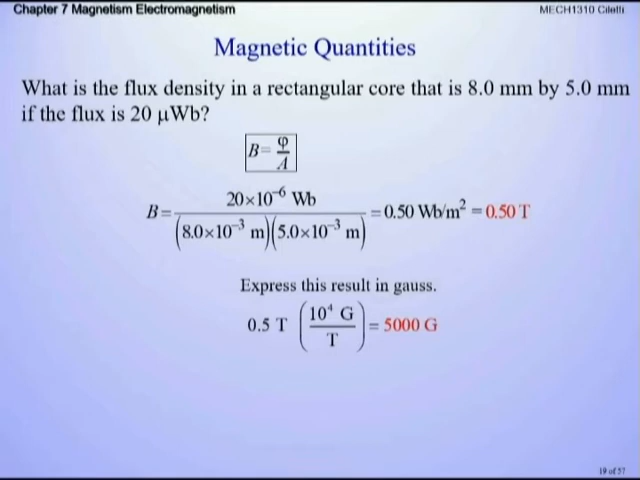 Chapter 7 Magnetism Electromagnetism
MECH1310 Ciletti
Magnetic Quantities
What is the flux density in a rectangular core that is 8.0 mm by 5.0 mm
if the flux is 20 μWb?
B = φ/A
B = 20×10⁻⁶ Wb / (8.0×10⁻³ m)(5.0×10⁻³ m) = 0.50 Wb/m² = 0.50 T
Express this result in gauss.
0.5 T (10⁴ G / T) = 5000 G
19 of 57